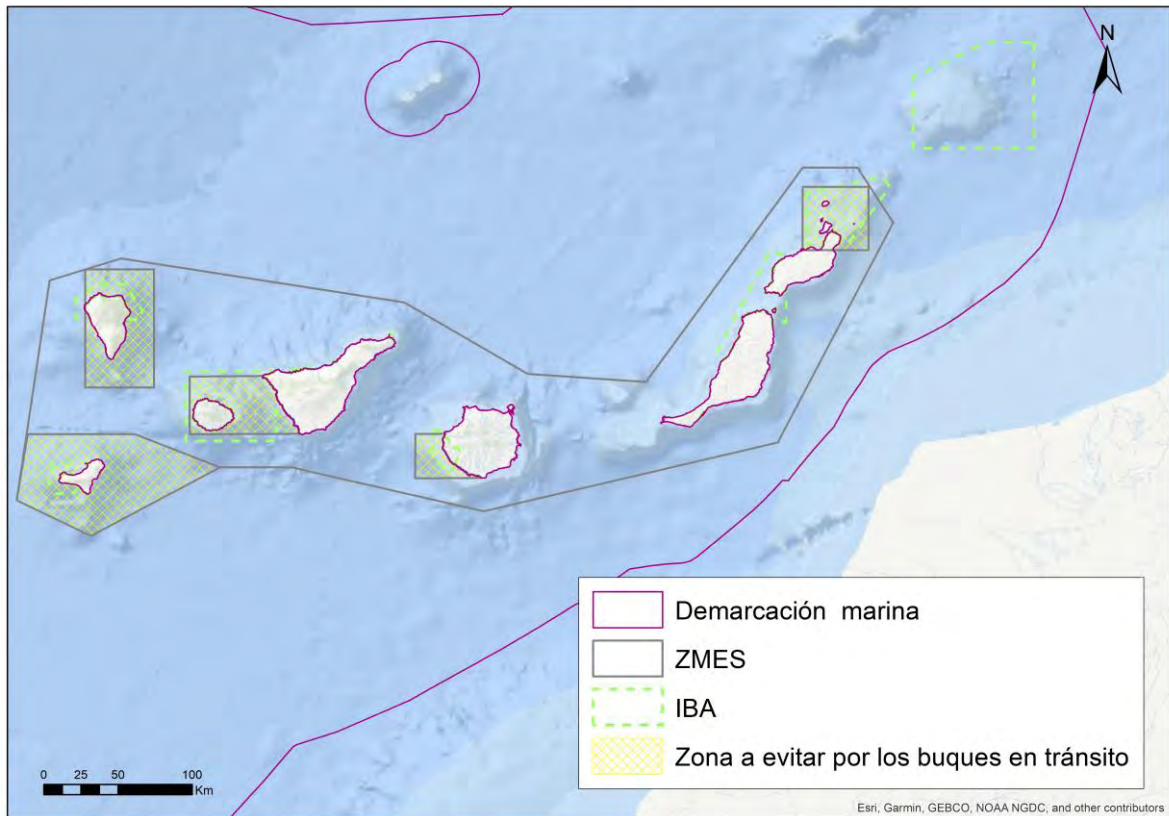 N
Demarcación marina
ZMES
IBA
Zona a evitar por los buques en tránsito
0 25 50 100
Km
Esri, Garmin, GEBCO, NOAA NGDC, and other contributors